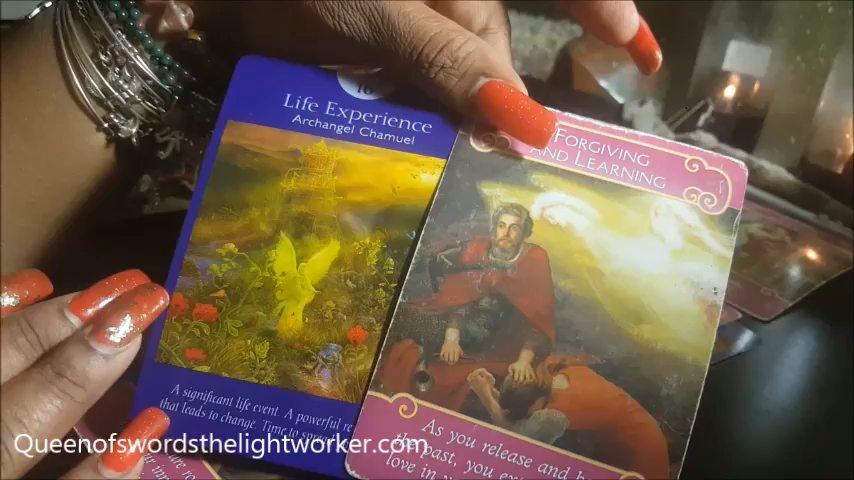 16
Life Experience
Archangel Chamuel
A significant life event. A powerful
that leads to change. Time to
FORGIVING
AND LEARNING
As you release and
the past, you
love in
Queenofswordsthelightworker.com